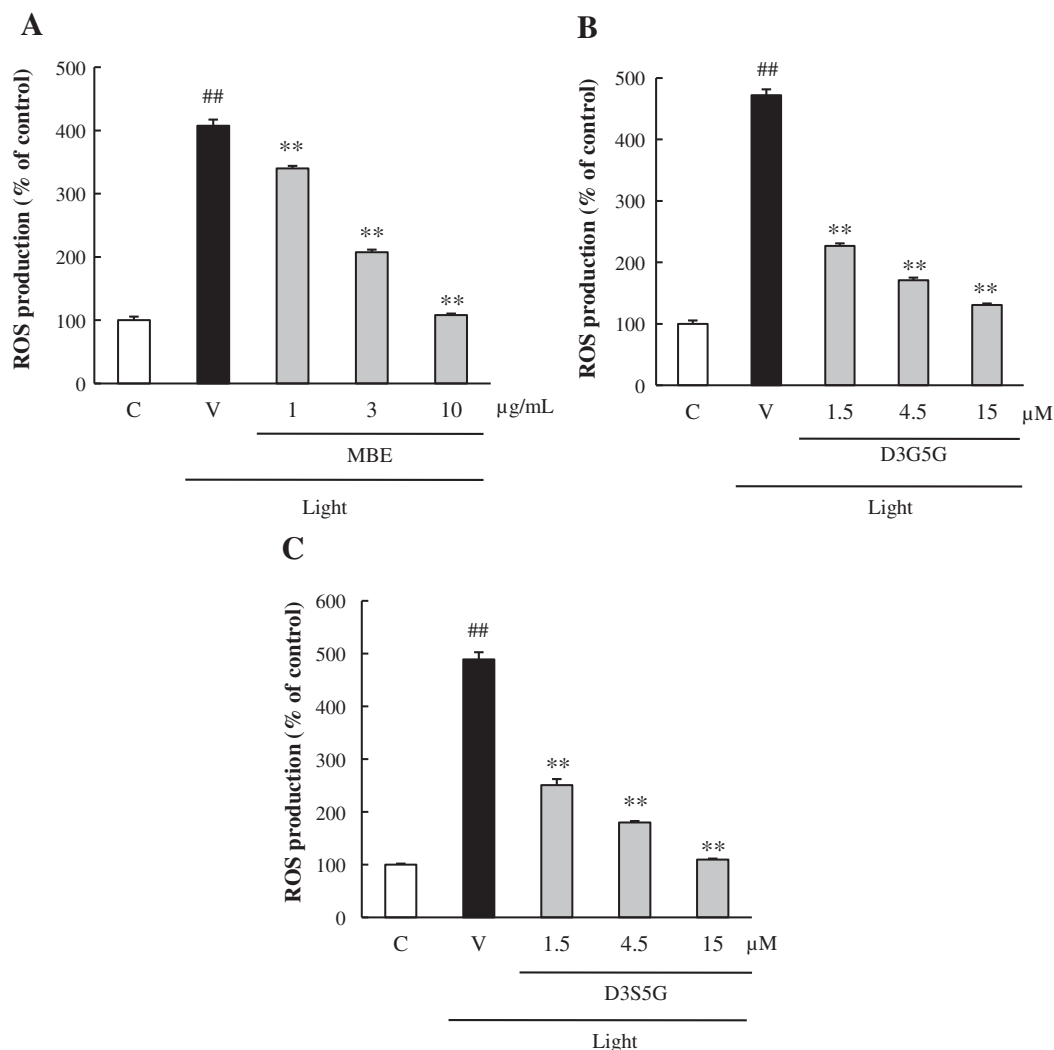 A
ROS production (% of control)
500
400
300
200
100
0
##
**
**
**
C V 1 3 10 µg/mL
MBE
Light
B
ROS production (% of control)
500
400
300
200
100
0
##
**
**
**
C V 1.5 4.5 15 µM
D3G5G
Light
C
ROS production (% of control)
600
500
400
300
200
100
0
##
**
**
**
C V 1.5 4.5 15 µM
D3S5G
Light